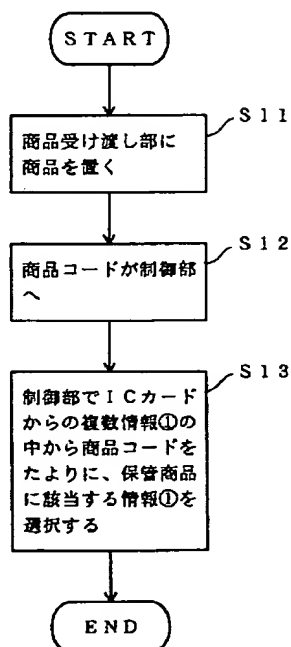 START
S11
商品受け渡し部に
商品を置く
S12
商品コードが制御部
へ
S13
制御部でICカード
からの複数情報①の
中から商品コードを
たよりに、保管商品
に該当する情報①を
選択する
END